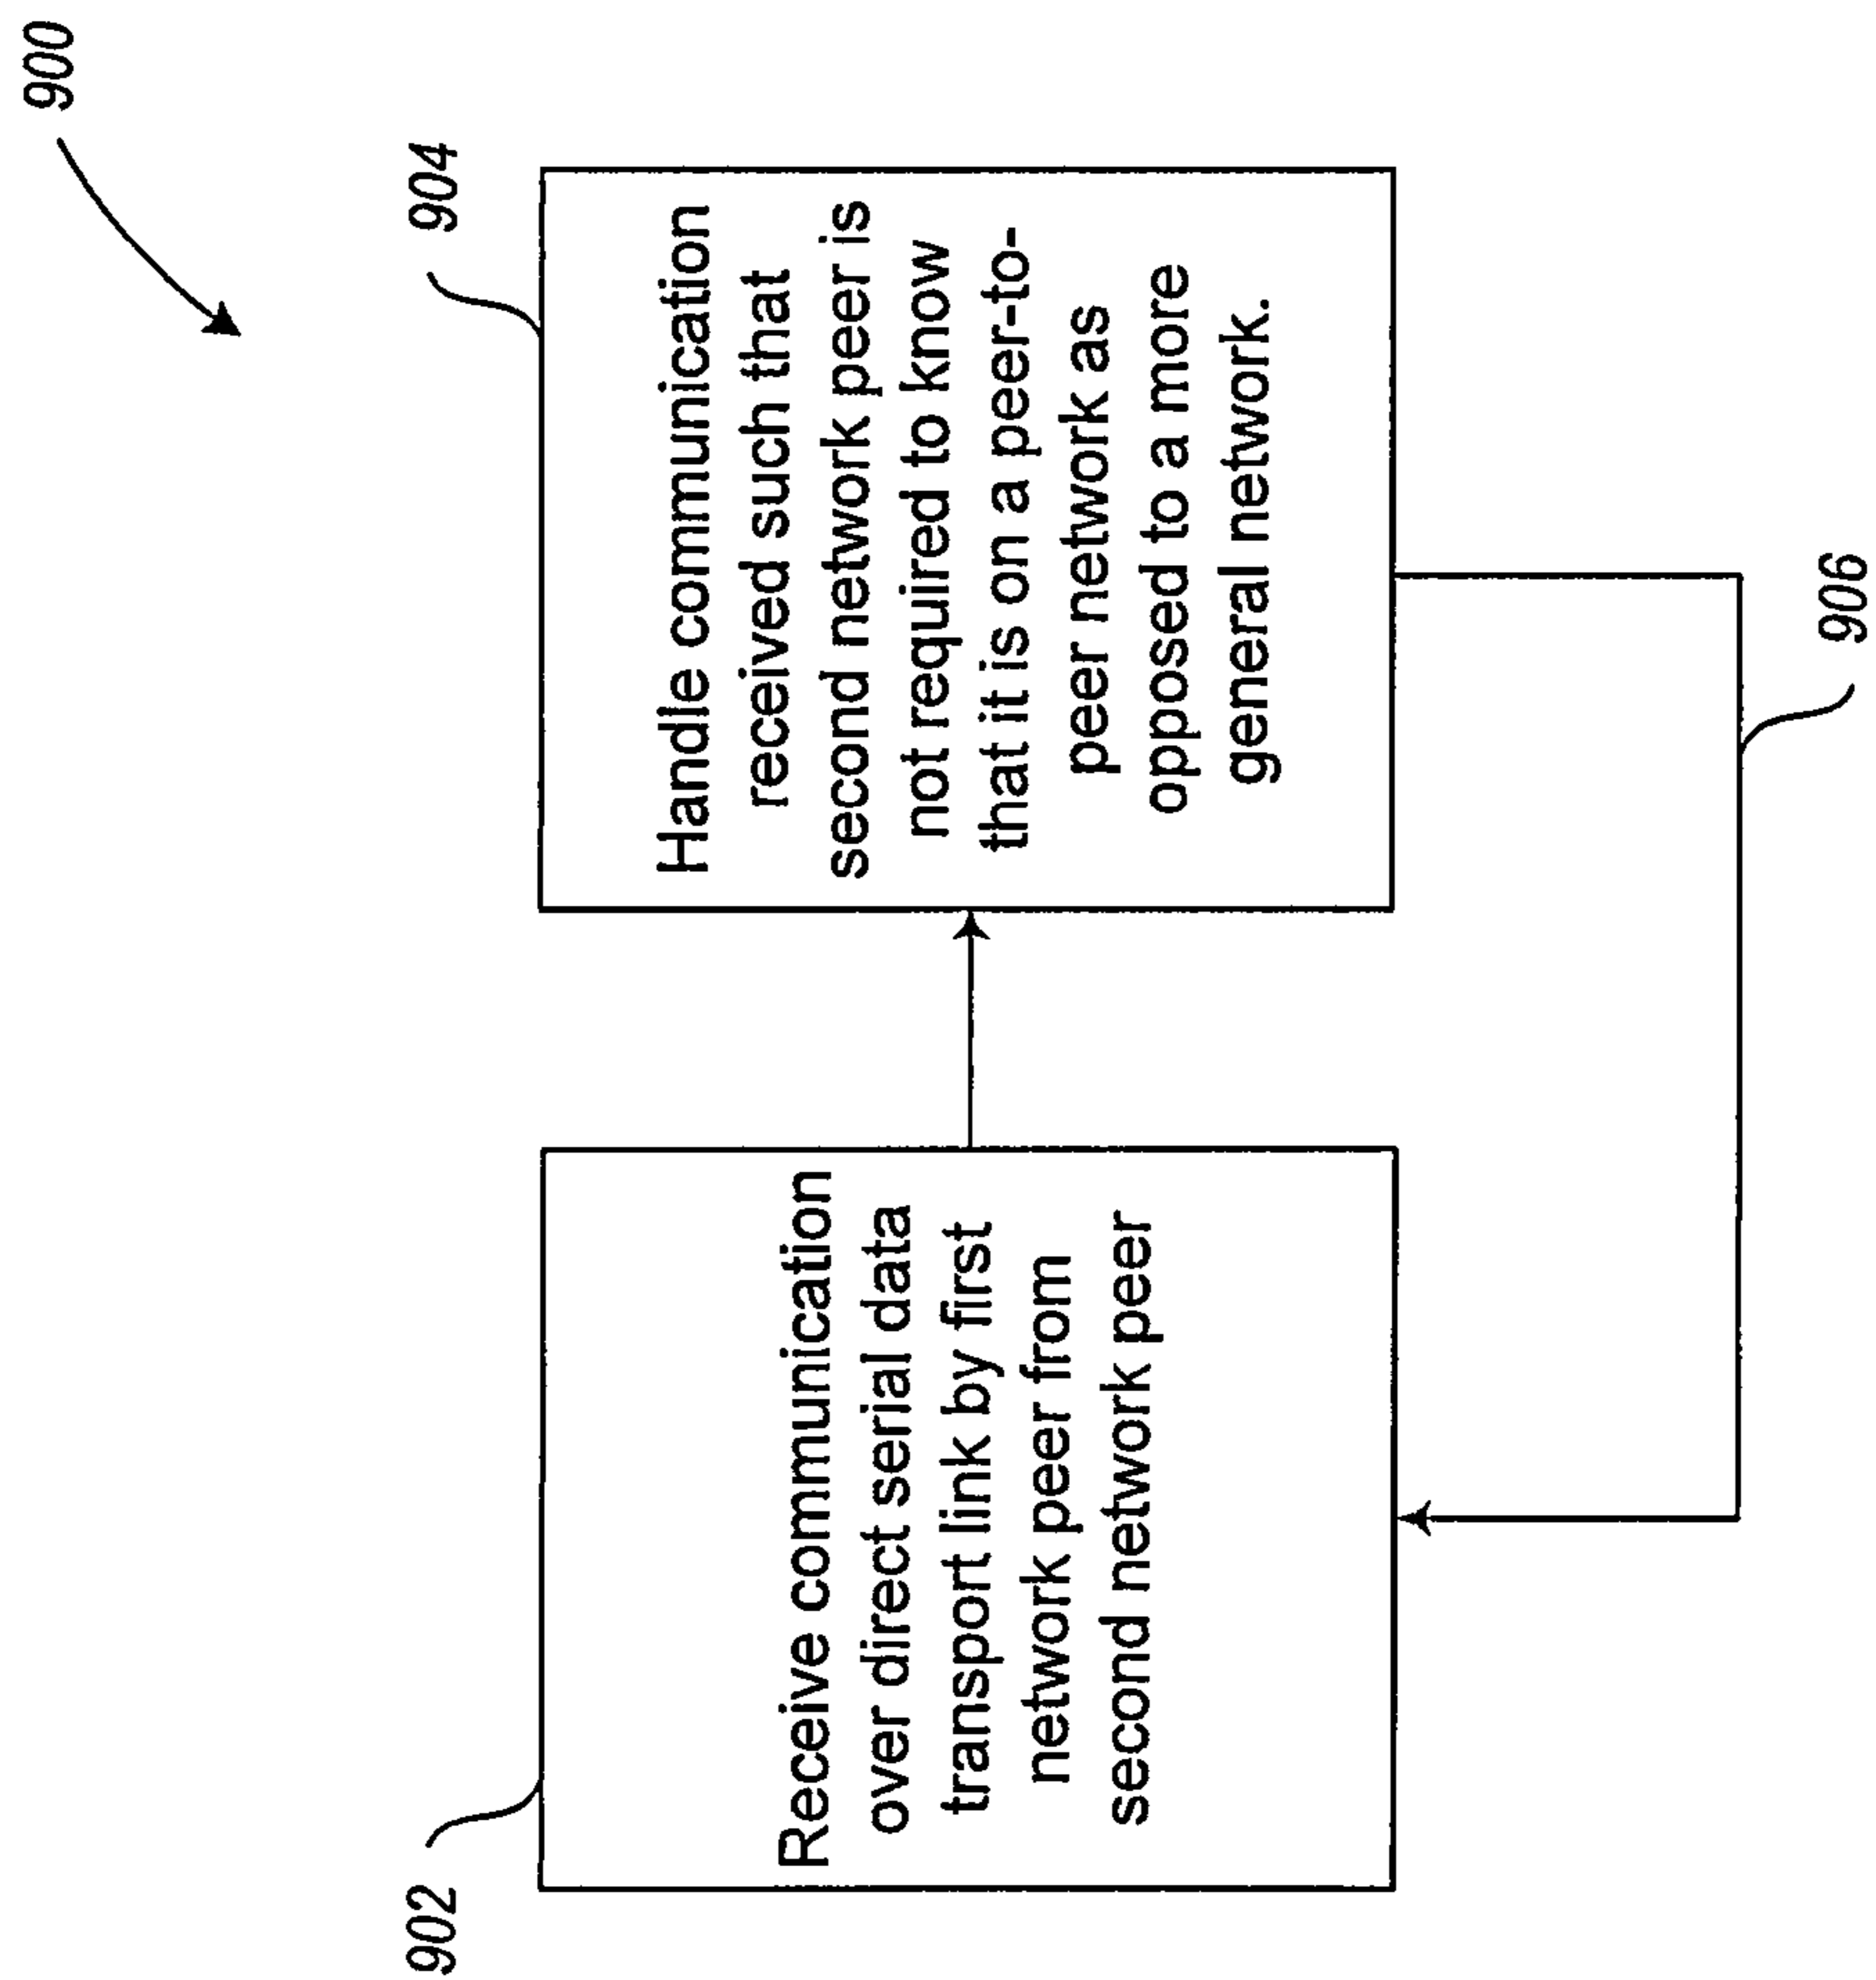 900
902
Receive communication
over direct serial data
transport link by first
network peer from
second network peer
904
Handle communication
received such that
second network peer is
not required to know
that it is on a peer-to-
peer network as
opposed to a more
general network.
906